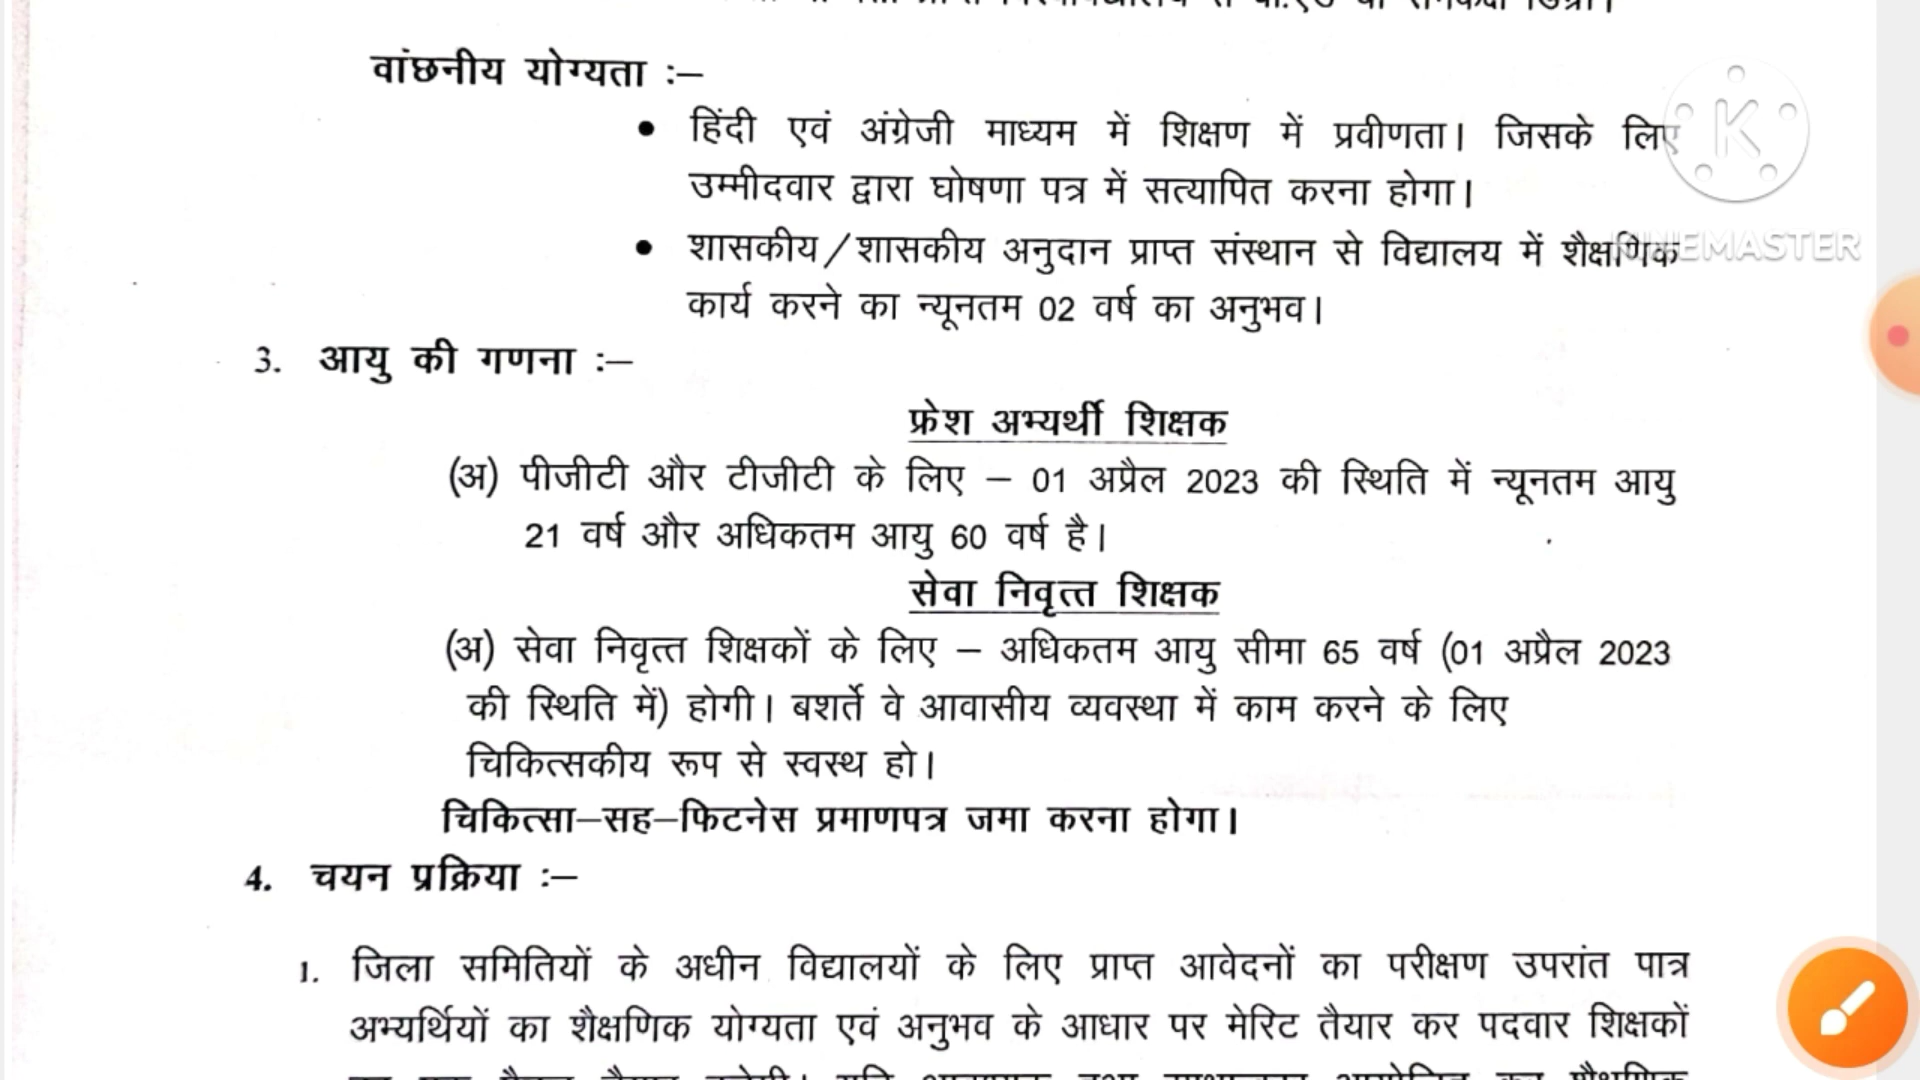 वांछनीय योग्यता :–
• हिंदी एवं अंग्रेजी माध्यम में शिक्षण में प्रवीणता। जिसके लिए
उम्मीदवार द्वारा घोषणा पत्र में सत्यापित करना होगा।
• शासकीय/शासकीय अनुदान प्राप्त संस्थान से विद्यालय में शैक्षणिक
कार्य करने का न्यूनतम 02 वर्ष का अनुभव।
K
KINEMASTER
3. आयु की गणना :–
फ्रेश अभ्यर्थी शिक्षक
(अ) पीजीटी और टीजीटी के लिए – 01 अप्रैल 2023 की स्थिति में न्यूनतम आयु
21 वर्ष और अधिकतम आयु 60 वर्ष है।
सेवा निवृत्त शिक्षक
(अ) सेवा निवृत्त शिक्षकों के लिए – अधिकतम आयु सीमा 65 वर्ष (01 अप्रैल 2023
की स्थिति में) होगी। बशर्ते वे आवासीय व्यवस्था में काम करने के लिए
चिकित्सकीय रूप से स्वस्थ हो।
चिकित्सा–सह–फिटनेस प्रमाणपत्र जमा करना होगा।
4. चयन प्रक्रिया :–
1. जिला समितियों के अधीन विद्यालयों के लिए प्राप्त आवेदनों का परीक्षण उपरांत पात्र
अभ्यर्थियों का शैक्षणिक योग्यता एवं अनुभव के आधार पर मेरिट तैयार कर पदवार शिक्षकों